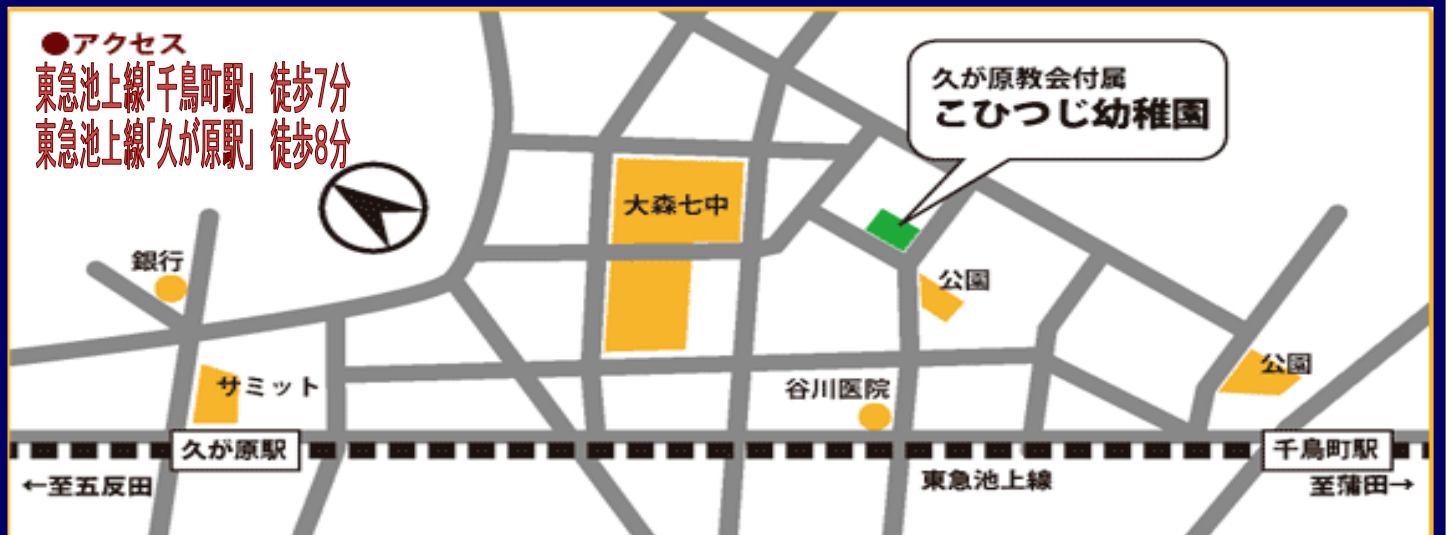 ●アクセス
東急池上線「千鳥町駅」 徒歩7分
東急池上線「久が原駅」 徒歩8分
久が原教会付属
こひつじ幼稚園
大森七中
銀行
公園
公園
サミット
谷川医院
久が原駅
千鳥町駅
←至五反田
東急池上線
至蒲田→